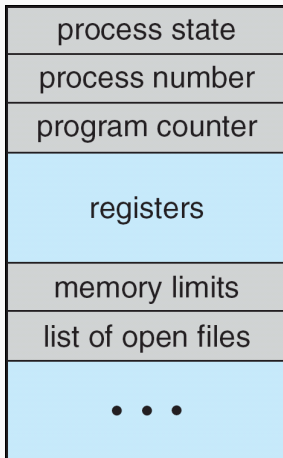 process state
process number
program counter
registers
memory limits
list of open files
• • •